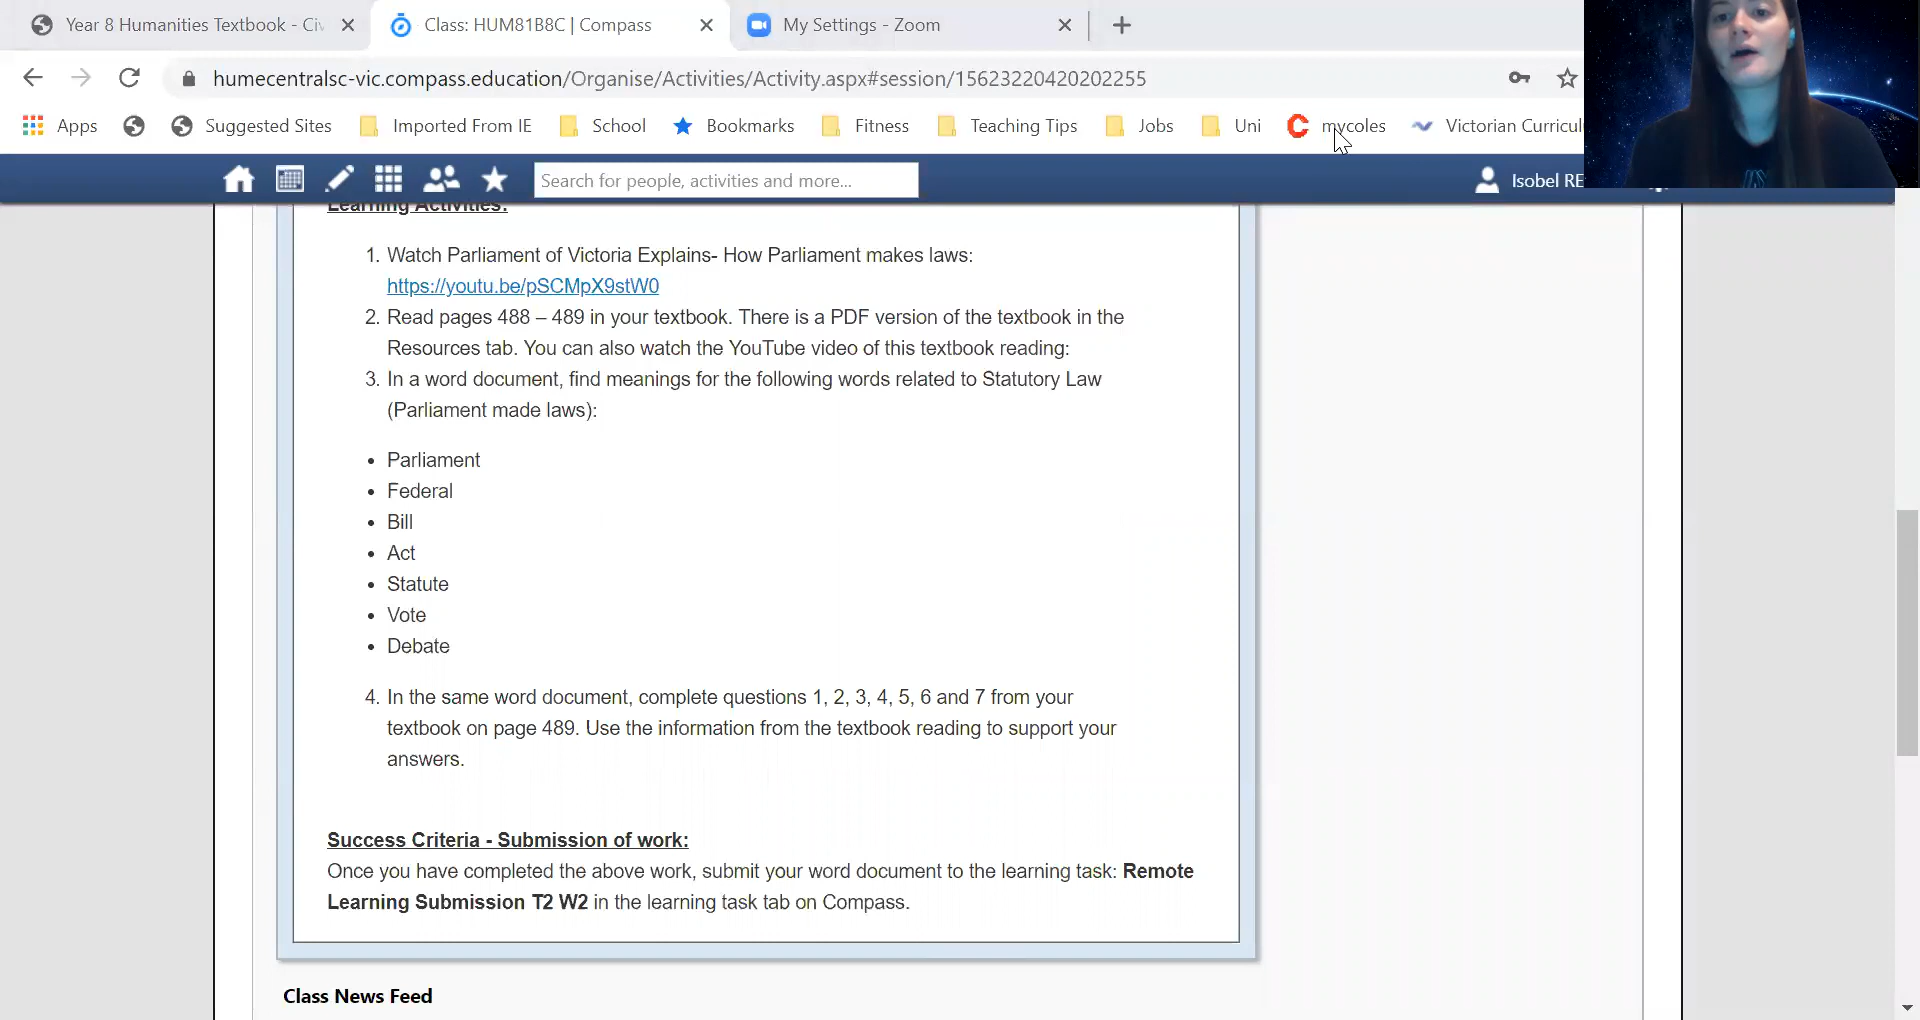 Year 8 Humanities Textbook - Civ
Class: HUM81B8C | Compass
My Settings - Zoom
humecentralsc-vic.compass.education/Organise/Activities/Activity.aspx#session/15623220420202255
Apps
Suggested Sites
Imported From IE
School
Bookmarks
Fitness
Teaching Tips
Jobs
Uni
mycoles
Victorian Curricul
Search for people, activities and more...
Isobel RE
Learning Activities:
1. Watch Parliament of Victoria Explains- How Parliament makes laws:
https://youtu.be/pSCMpX9stW0
2. Read pages 488 – 489 in your textbook. There is a PDF version of the textbook in the
Resources tab. You can also watch the YouTube video of this textbook reading:
3. In a word document, find meanings for the following words related to Statutory Law
(Parliament made laws):
• Parliament
• Federal
• Bill
• Act
• Statute
• Vote
• Debate
4. In the same word document, complete questions 1, 2, 3, 4, 5, 6 and 7 from your
textbook on page 489. Use the information from the textbook reading to support your
answers.
Success Criteria - Submission of work:
Once you have completed the above work, submit your word document to the learning task: Remote
Learning Submission T2 W2 in the learning task tab on Compass.
Class News Feed